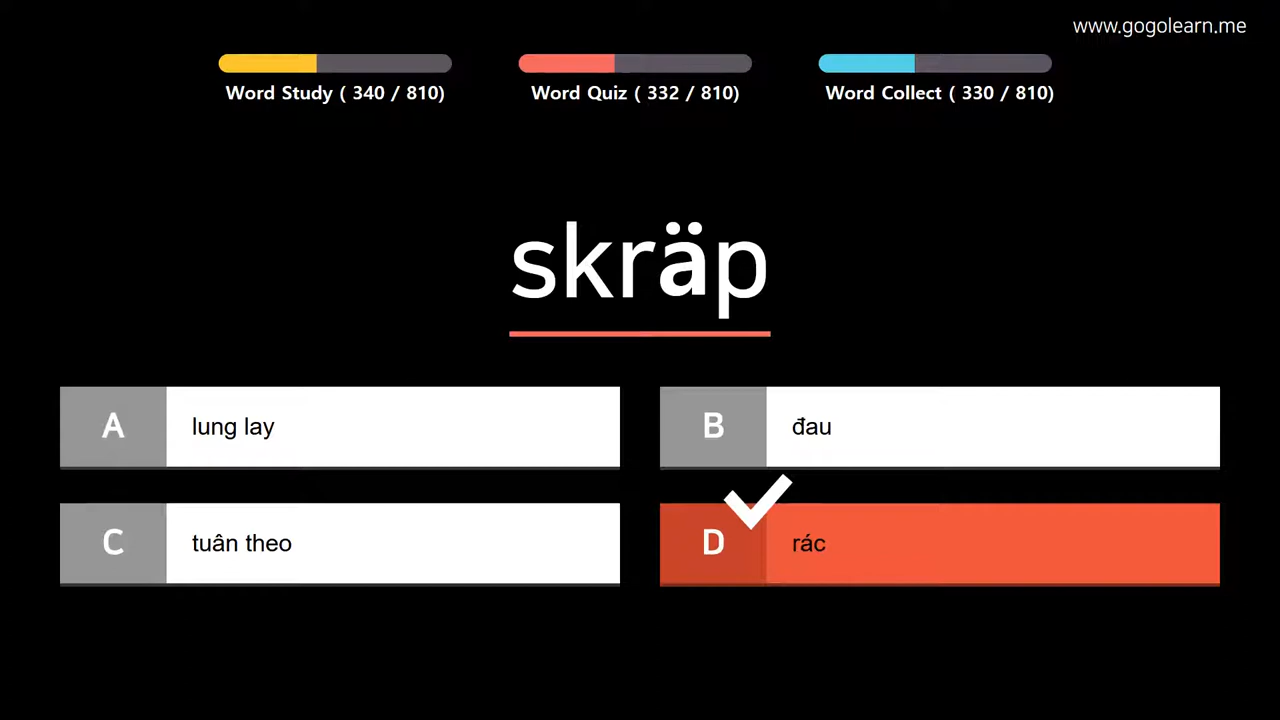 www.gogolearn.me
Word Study ( 340 / 810)
Word Quiz ( 332 / 810)
Word Collect ( 330 / 810)
skräp
A lung lay
B đau
C tuân theo
D rác